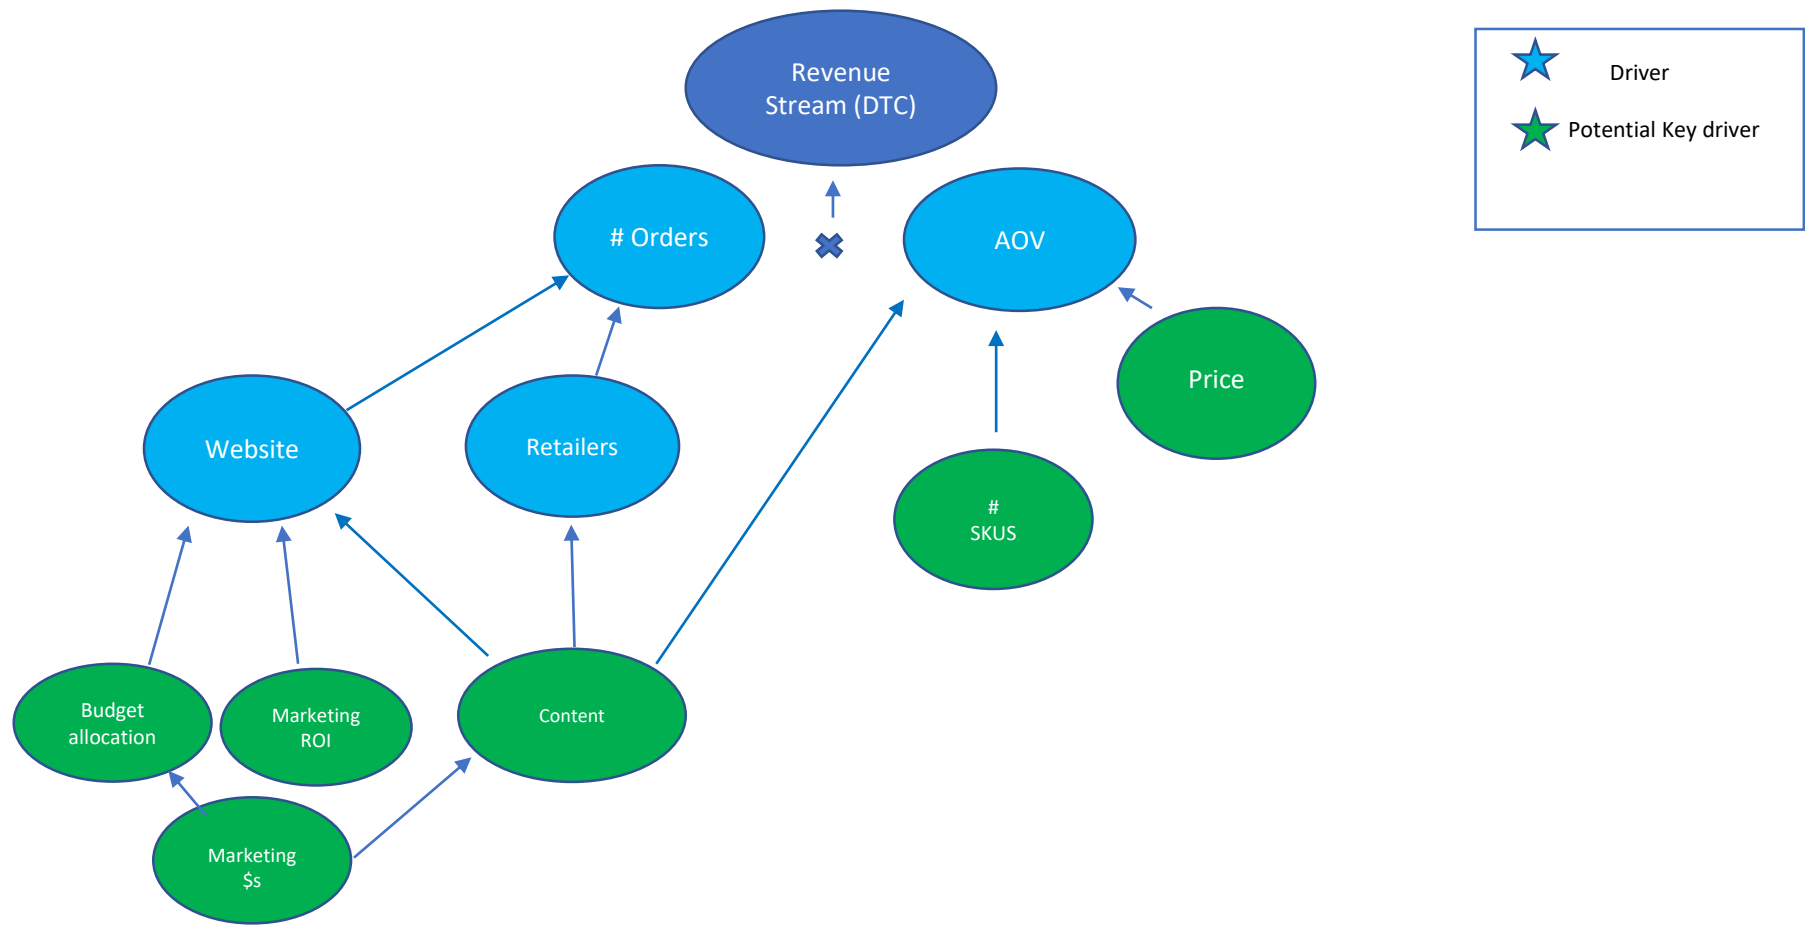 Revenue
Stream (DTC)
Driver
Potential Key driver
# Orders
AOV
Price
Website
Retailers
#
SKUS
Budget
allocation
Marketing
ROI
Content
Marketing
$s